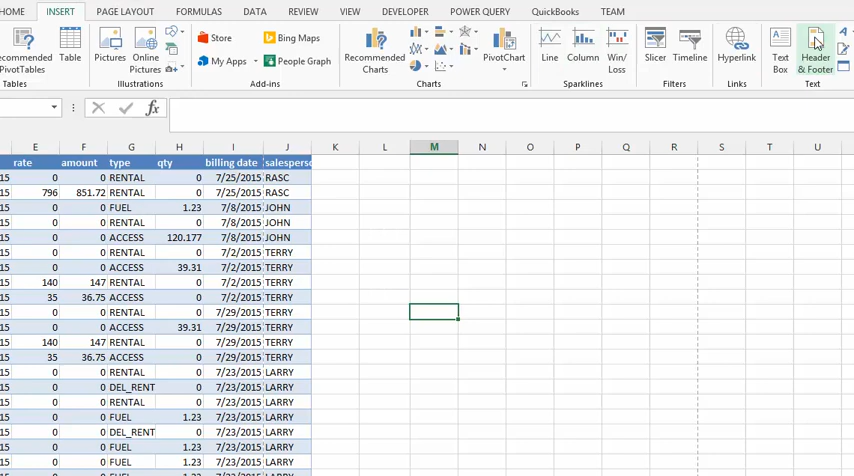 HOME INSERT PAGE LAYOUT FORMULAS DATA REVIEW VIEW DEVELOPER POWER QUERY QuickBooks TEAM
ecommended PivotTables
Table
Pictures
Online Pictures
Store
My Apps
Bing Maps
People Graph
Recommended Charts
PivotChart
Line
Column
Win/ Loss
Slicer
Timeline
Hyperlink
Text Box
Header & Footer
ables Illustrations Add-ins Charts Sparklines Filters Links Text
fx
E F G H I J K L M N O P Q R S T U
rate amount type qty billing date salesperso
15 0 0 RENTAL 0 7/25/2015 RASC
15 796 851.72 RENTAL 0 7/25/2015 RASC
15 0 0 FUEL 1.23 7/8/2015 JOHN
15 0 0 RENTAL 0 7/8/2015 JOHN
15 0 0 ACCESS 120.177 7/8/2015 JOHN
15 0 0 RENTAL 0 7/2/2015 TERRY
15 0 0 ACCESS 39.31 7/2/2015 TERRY
15 140 147 RENTAL 0 7/2/2015 TERRY
15 35 36.75 ACCESS 0 7/2/2015 TERRY
15 0 0 RENTAL 0 7/29/2015 TERRY
15 0 0 ACCESS 39.31 7/29/2015 TERRY
15 140 147 RENTAL 0 7/29/2015 TERRY
15 35 36.75 ACCESS 0 7/29/2015 TERRY
15 0 0 RENTAL 0 7/23/2015 LARRY
15 0 0 DEL_RENT 0 7/23/2015 LARRY
15 0 0 RENTAL 0 7/23/2015 LARRY
15 0 0 FUEL 1.23 7/23/2015 LARRY
15 0 0 DEL_RENT 0 7/23/2015 LARRY
15 0 0 FUEL 1.23 7/23/2015 LARRY
15 0 0 FUEL 1.23 7/23/2015 LARRY
15 0 0 RENTAL 0 7/23/2015 LARRY